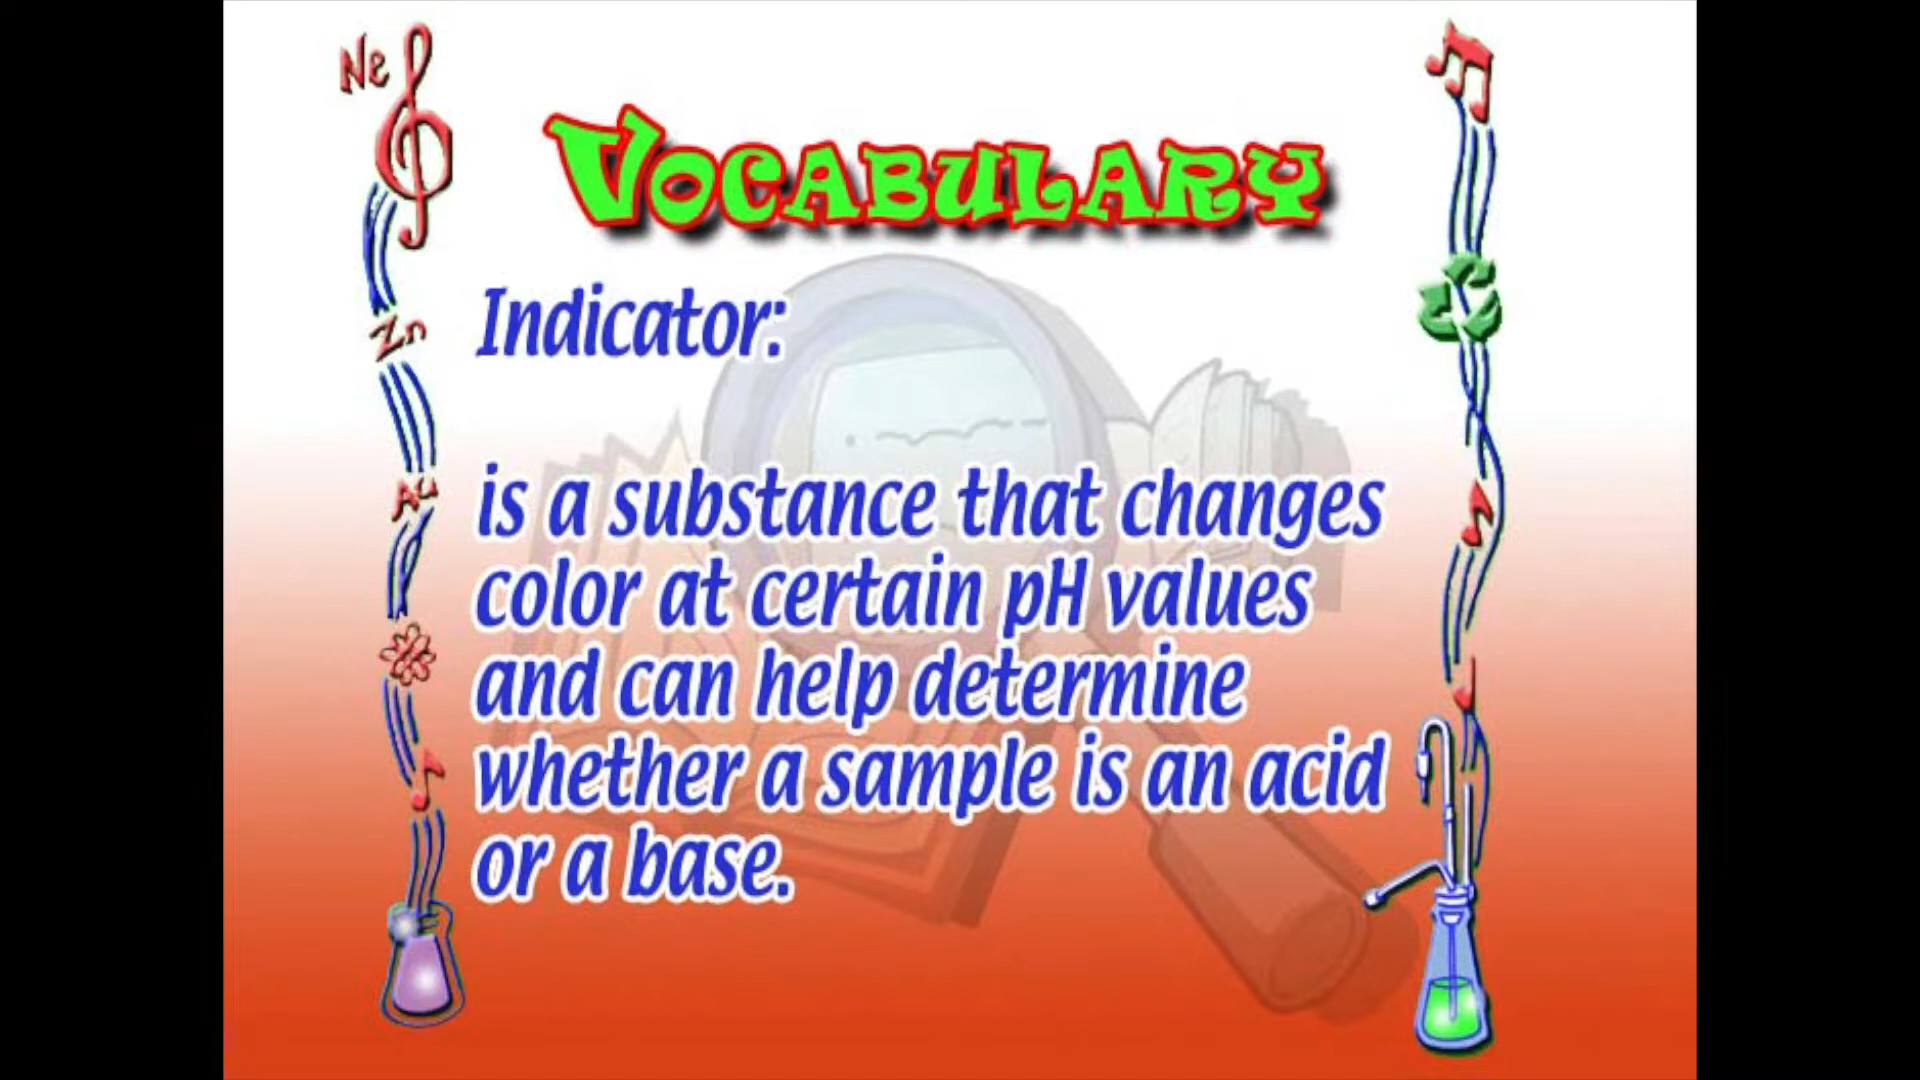 Ne
VOCABULARY
Indicator:
Zn
is a substance that changes
Au
color at certain pH values
and can help determine
whether a sample is an acid
or a base.